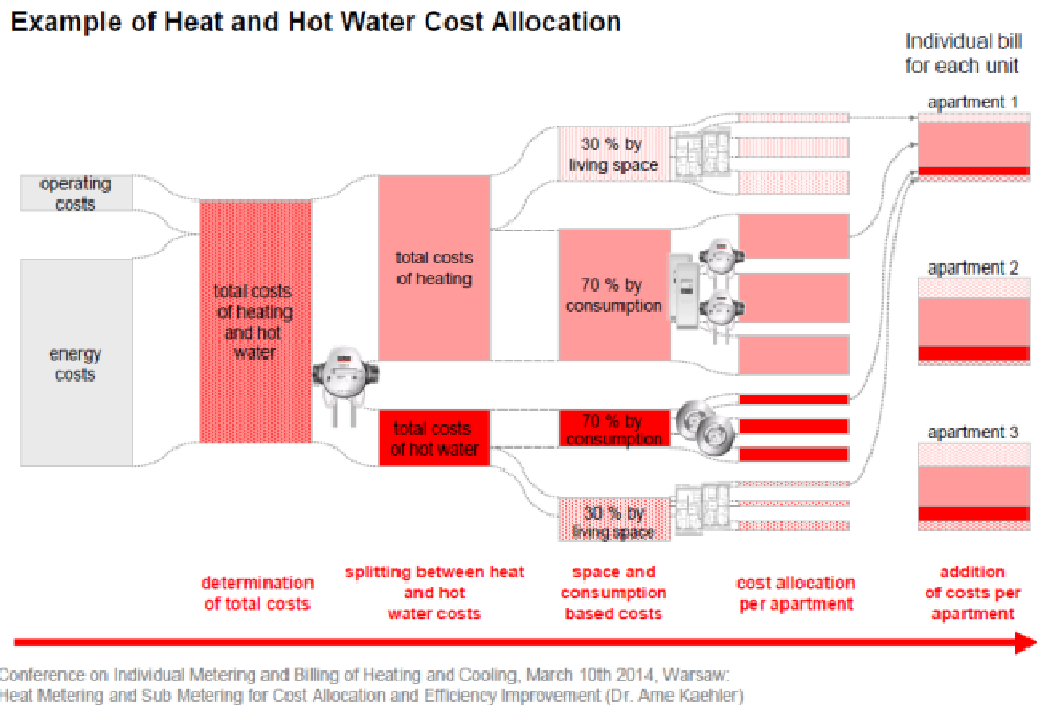 Example of Heat and Hot Water Cost Allocation
Individual bill
for each unit
apartment 1
operating
costs
energy
costs
total costs
of heating
and hot
water
total costs
of heating
total costs
of hot water
30 % by
living space
70 % by
consumption
70 % by
consumption
30 % by
living space
apartment 2
apartment 3
determination
of total costs
splitting between heat
and hot
water costs
space and
consumption
based costs
cost allocation
per apartment
addition
of costs per
apartment
Conference on Individual Metering and Billing of Heating and Cooling, March 10th 2014, Warsaw:
Heat Metering and Sub Metering for Cost Allocation and Efficiency Improvement (Dr. Arne Kaehler)